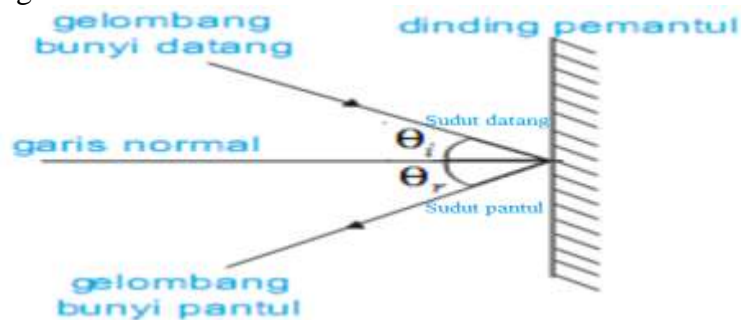 gelombang
bunyi datang
dinding pemantul
Sudut datang
garis normal
Θi
Θr
Sudut pantul
gelombang
bunyi pantul